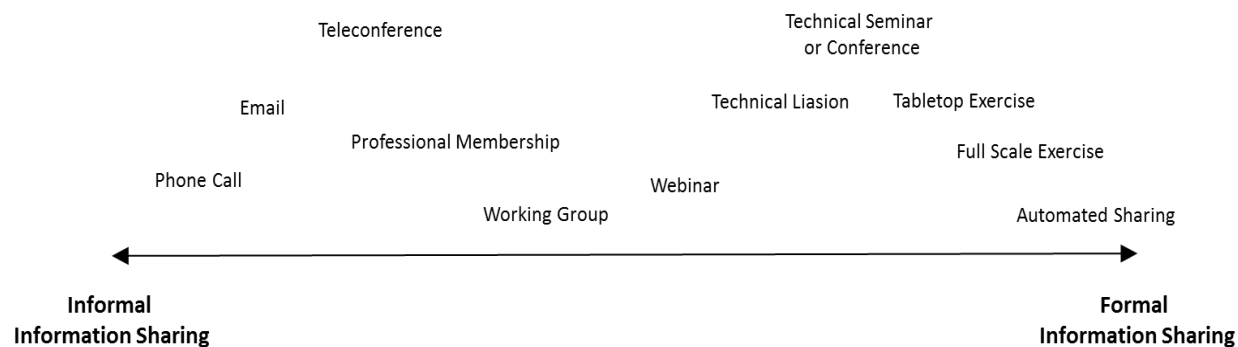 Teleconference
Technical Seminar
or Conference
Email
Technical Liasion
Tabletop Exercise
Professional Membership
Full Scale Exercise
Phone Call
Webinar
Working Group
Automated Sharing
Informal
Information Sharing
Formal
Information Sharing